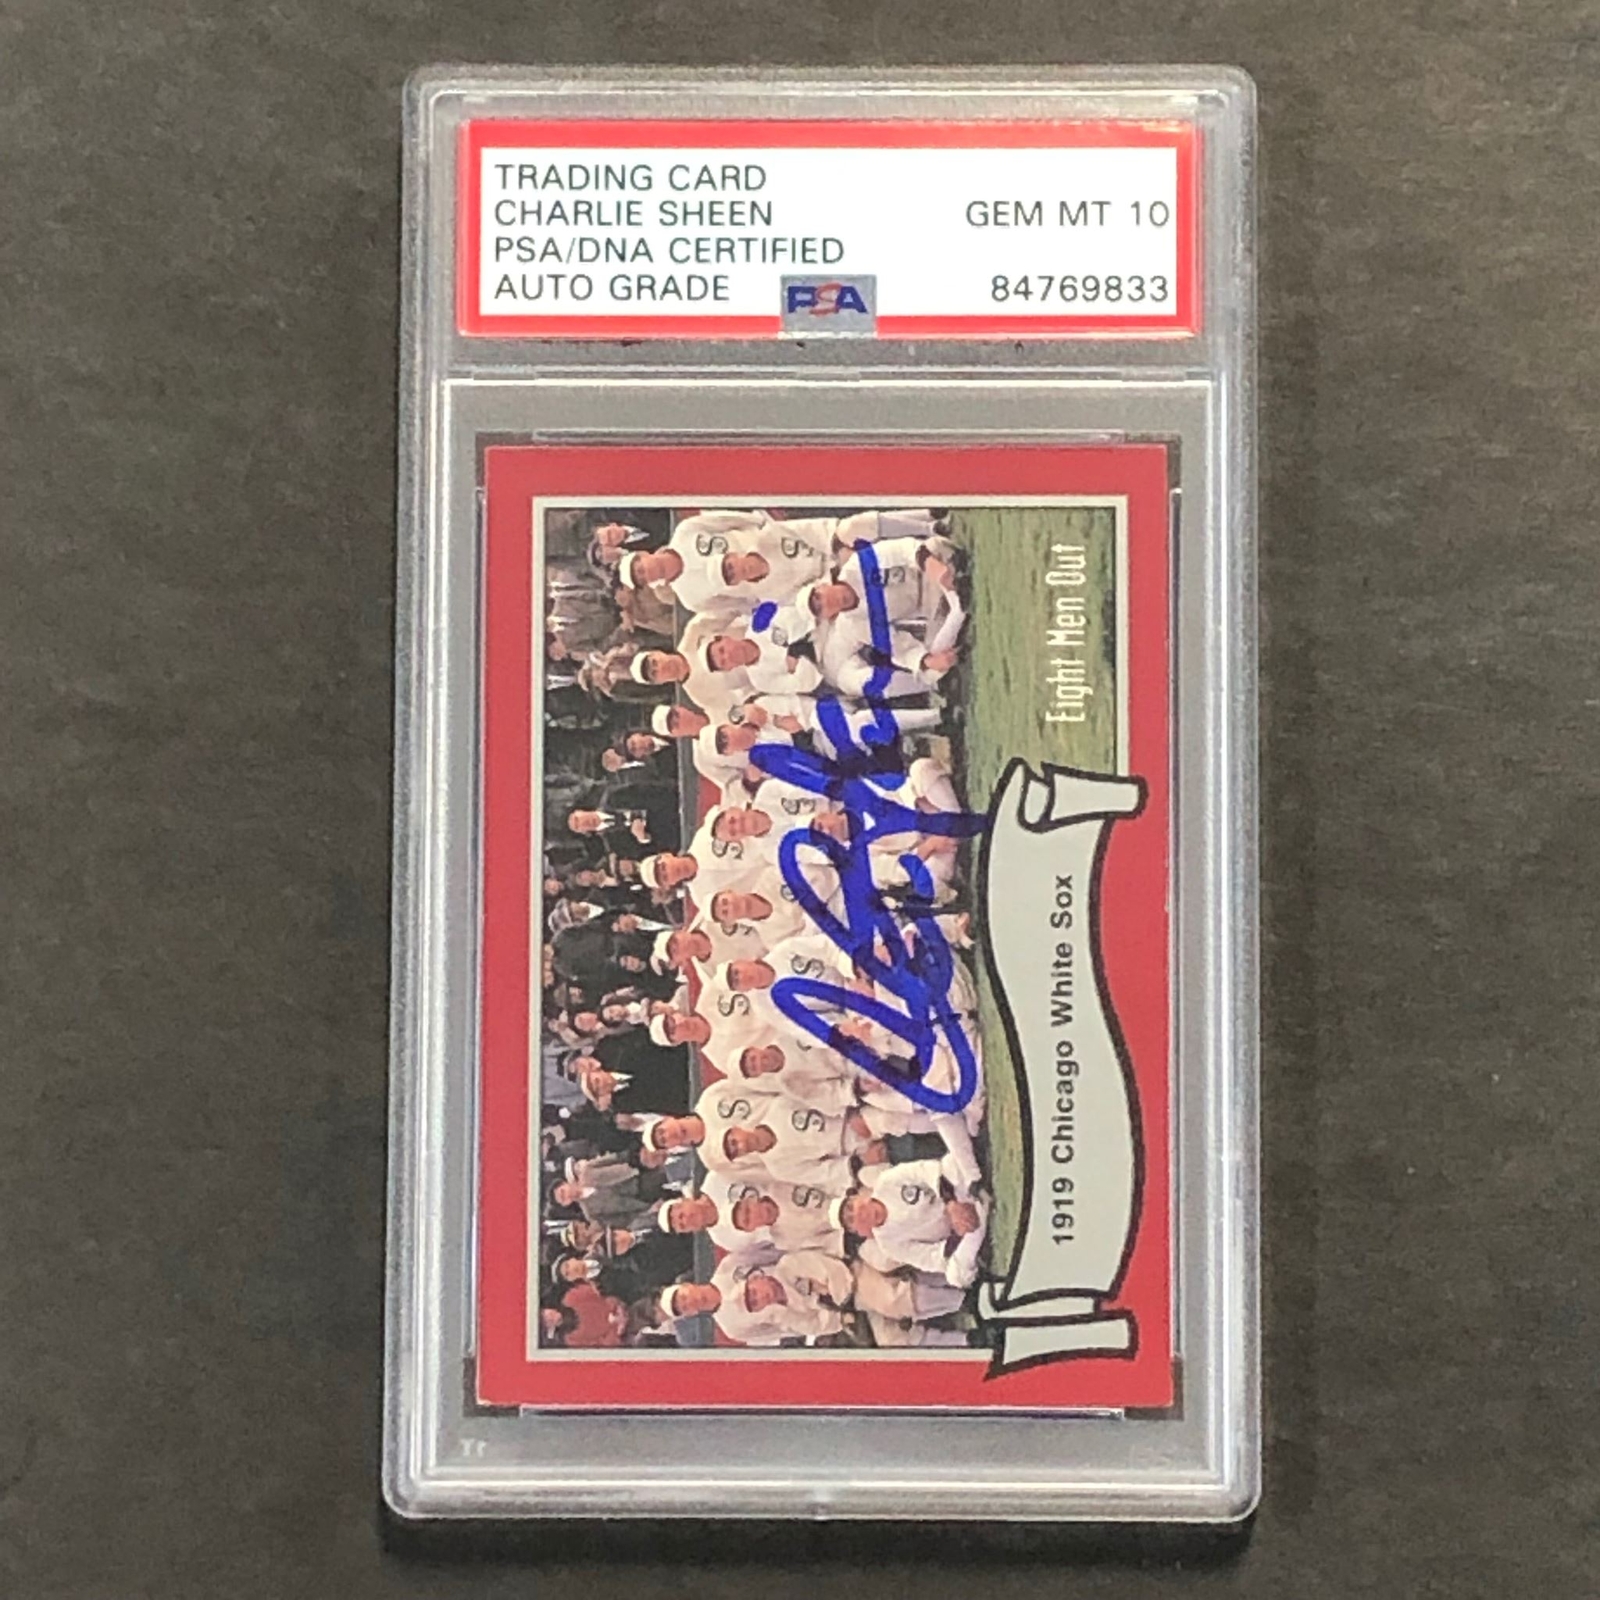 TRADING CARD
CHARLIE SHEEN GEM MT 10
PSA/DNA CERTIFIED
AUTO GRADE PSA 84769833
Eight Men Out
1919 Chicago White Sox